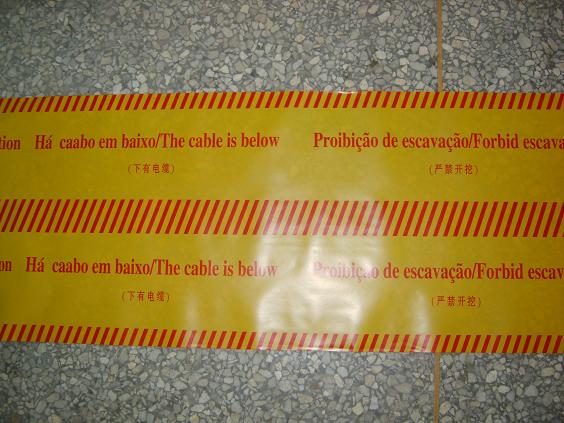 tion Há caabo em baixo/The cable is below Proibição de escavação/Forbid escava
(下有电缆) (严禁开挖)
on Há caabo em baixo/The cable is below Proibição de escavação/Forbid escav
(下有电缆) (严禁开挖)